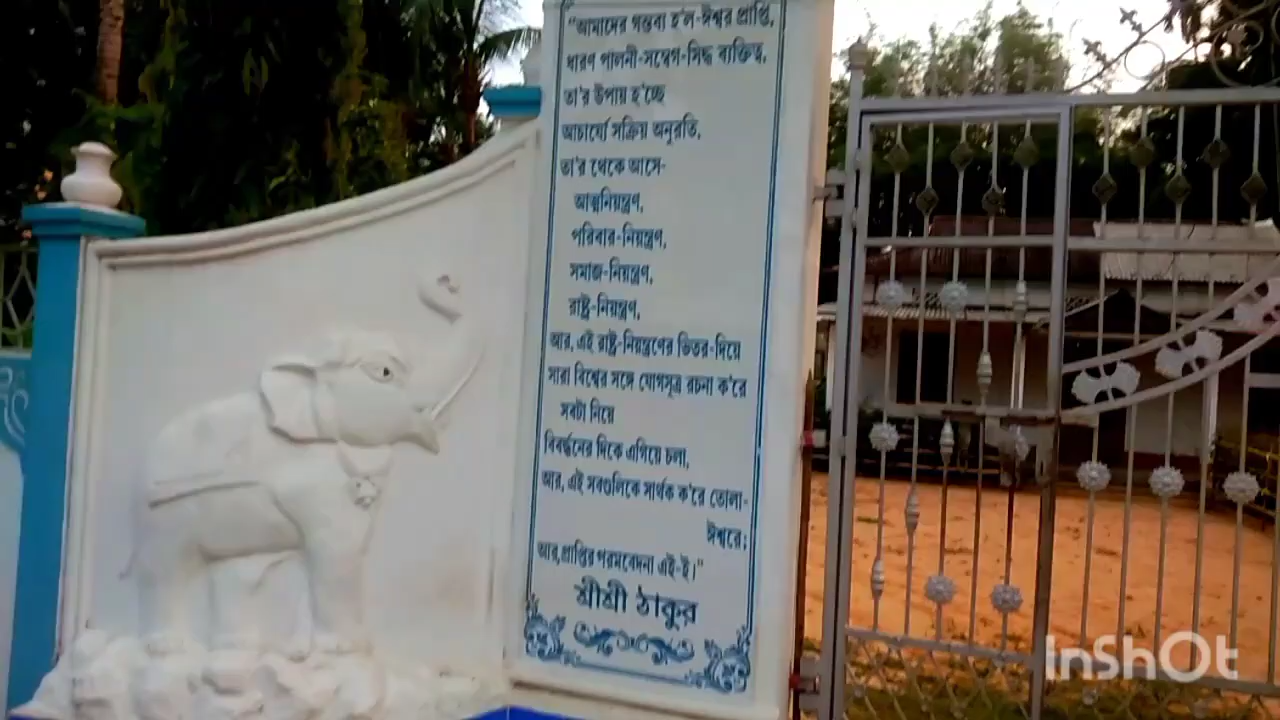 "আমাদের গন্তব্য হ'ল-ঈশ্বর প্রাপ্তি,
ধারণ পালনী-সম্বেগ-সিদ্ধ ব্যক্তিত্ব,
তা'র উপায় হ'চ্ছে
আচার্য্যে সক্রিয় অনুরতি,
তা'র থেকে আসে-
আত্মনিয়ন্ত্রণ,
পরিবার-নিয়ন্ত্রণ,
সমাজ-নিয়ন্ত্রণ,
রাষ্ট্র-নিয়ন্ত্রণ,
আর, এই রাষ্ট্র-নিয়ন্ত্রণের ভিতর-দিয়ে
সারা বিশ্বের সঙ্গে যোগসূত্র রচনা ক'রে
সবটা নিয়ে
বিবর্দ্ধনের দিকে এগিয়ে চলা,
আর, এই সবগুলিকে সার্থক ক'রে তোলা-
ঈশ্বরে;
আর,প্রাপ্তির পরমবেদনা এই-ই।"
শ্রীশ্রী ঠাকুর
InShOt